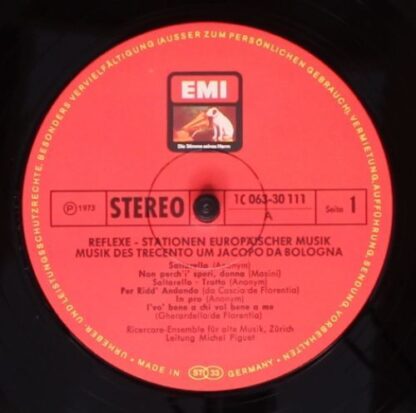 URHEBER- UND LEISTUNGSSCHUTZRECHTE, BESONDERS VERVIELFÄLTIGUNG (AUSSER ZUM PERSÖNLICHEN GEBRAUCH), VERMIETUNG, AUFFÜHRUNG, SENDUNG, VORBEHALTEN
EMI
Die Stimme seines Herrn
Ⓟ 1973
STEREO
1C 063-30 111
A
Seite 1
REFLEXE - STATIONEN EUROPÄISCHER MUSIK
MUSIK DES TRECENTO UM JACOPO DA BOLOGNA
Saltarello (Anonym)
Non perch'i' speri, donna (Masini)
Saltarello - Trotto (Anonym)
Per Ridd' Andando (da Cascia de Florentia)
In pro (Anonym)
I'vo' bene a chi vol bene a me
(Gherardello de Florentia)
Ricercare-Ensemble für alte Musik, Zürich
Leitung Michel Piguet
MADE IN GERMANY
ST 33